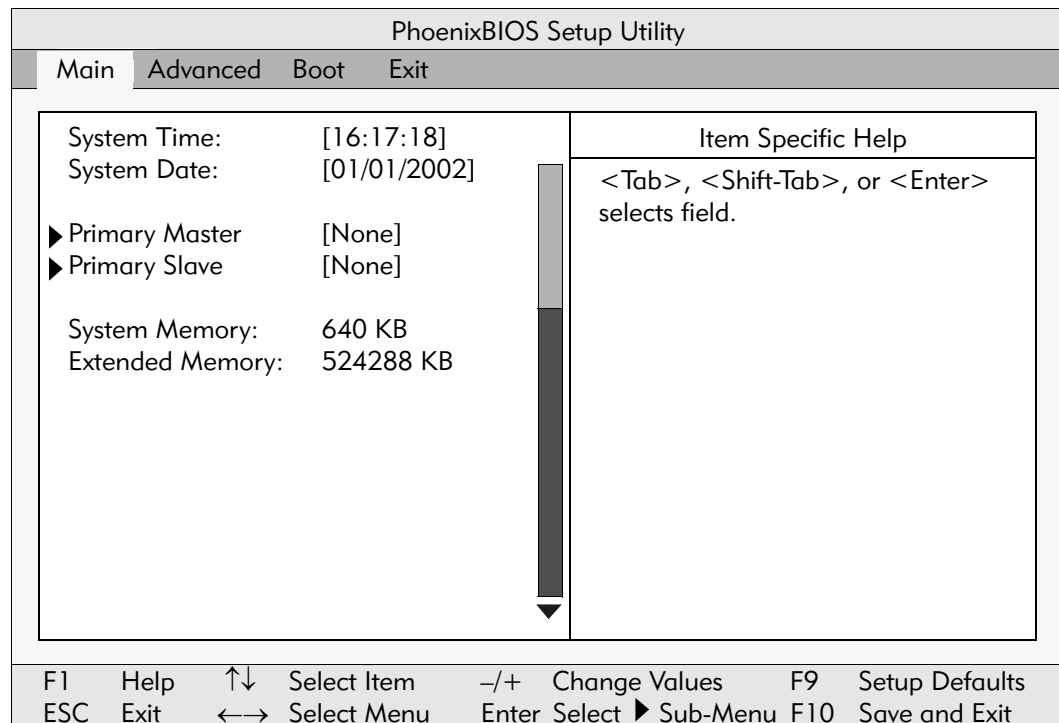 PhoenixBIOS Setup Utility
Main Advanced Boot Exit
System Time: [16:17:18]
System Date: [01/01/2002]
Primary Master [None]
Primary Slave [None]
System Memory: 640 KB
Extended Memory: 524288 KB
Item Specific Help
<Tab>, <Shift-Tab>, or <Enter>
selects field.
F1 Help ↑↓ Select Item –/+ Change Values F9 Setup Defaults
ESC Exit ←→ Select Menu Enter Select ▶ Sub-Menu F10 Save and Exit